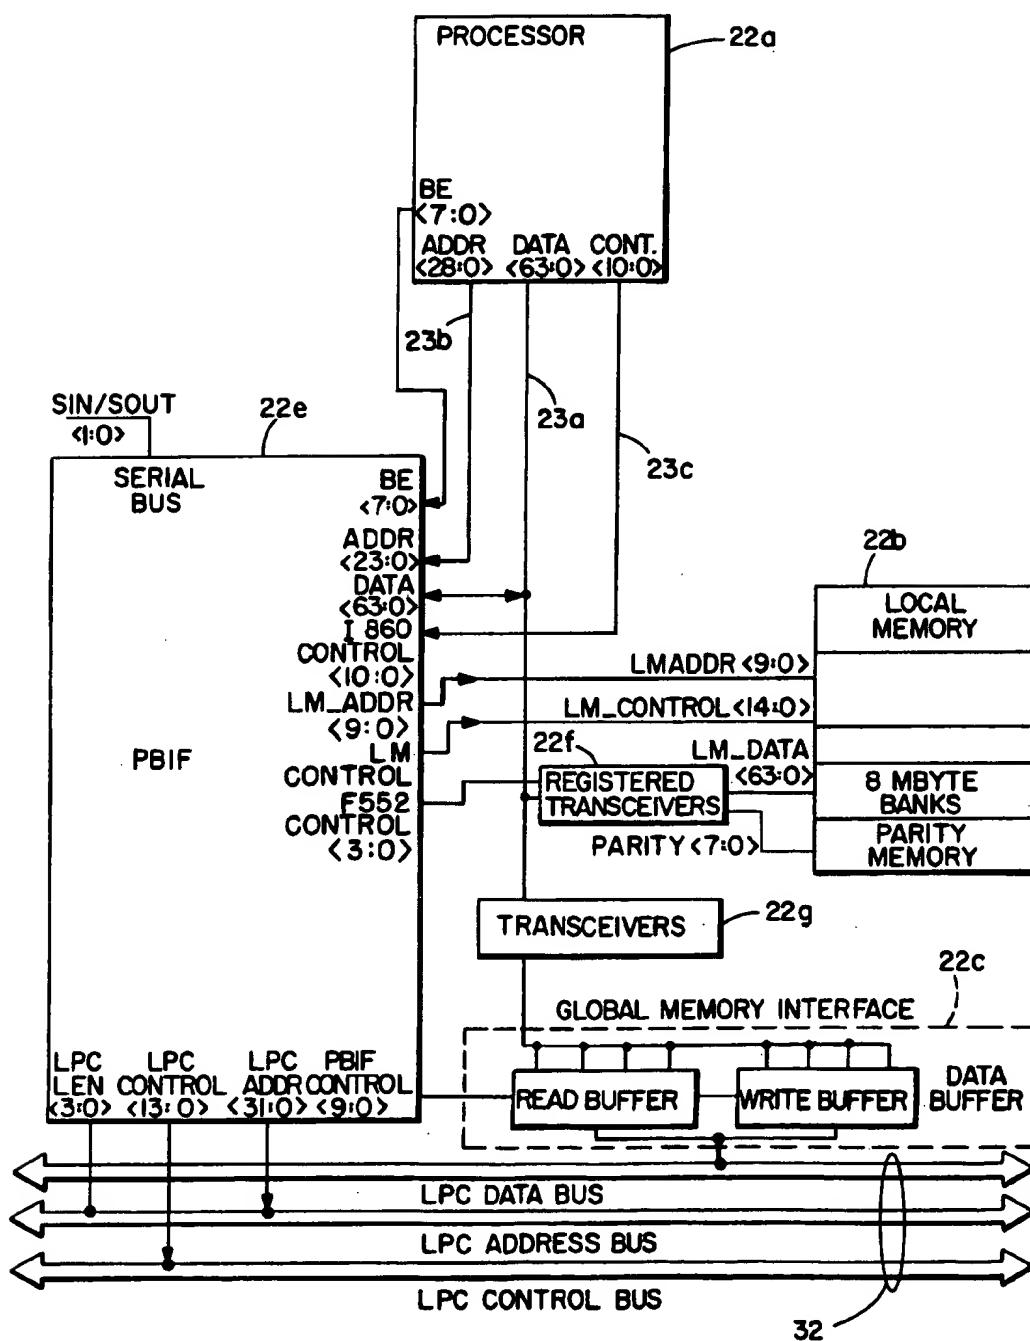 PROCESSOR
22a
BE
<7:0>
ADDR DATA CONT.
<28:0> <63:0> <10:0>
23b
23a
23c
SIN/SOUT
<1:0>
22e
SERIAL
BUS
BE
<7:0>
ADDR
<23:0>
DATA
<63:0>
I 860
CONTROL
<10:0>
LM_ADDR
<9:0>
LM
CONTROL
F552
CONTROL
<3:0>
PBIF
22b
LOCAL
MEMORY
LMADDR <9:0>
LM_CONTROL <14:0>
22f
LM_DATA
<63:0>
REGISTERED
TRANSCEIVERS
8 MBYTE
BANKS
PARITY <7:0>
PARITY
MEMORY
TRANSCEIVERS
22g
22c
GLOBAL MEMORY INTERFACE
LPC LPC LPC PBIF
LEN CONTROL ADDR CONTROL
<3:0> <13:0> <31:0> <9:0>
READ BUFFER
WRITE BUFFER
DATA
BUFFER
LPC DATA BUS
LPC ADDRESS BUS
LPC CONTROL BUS
32